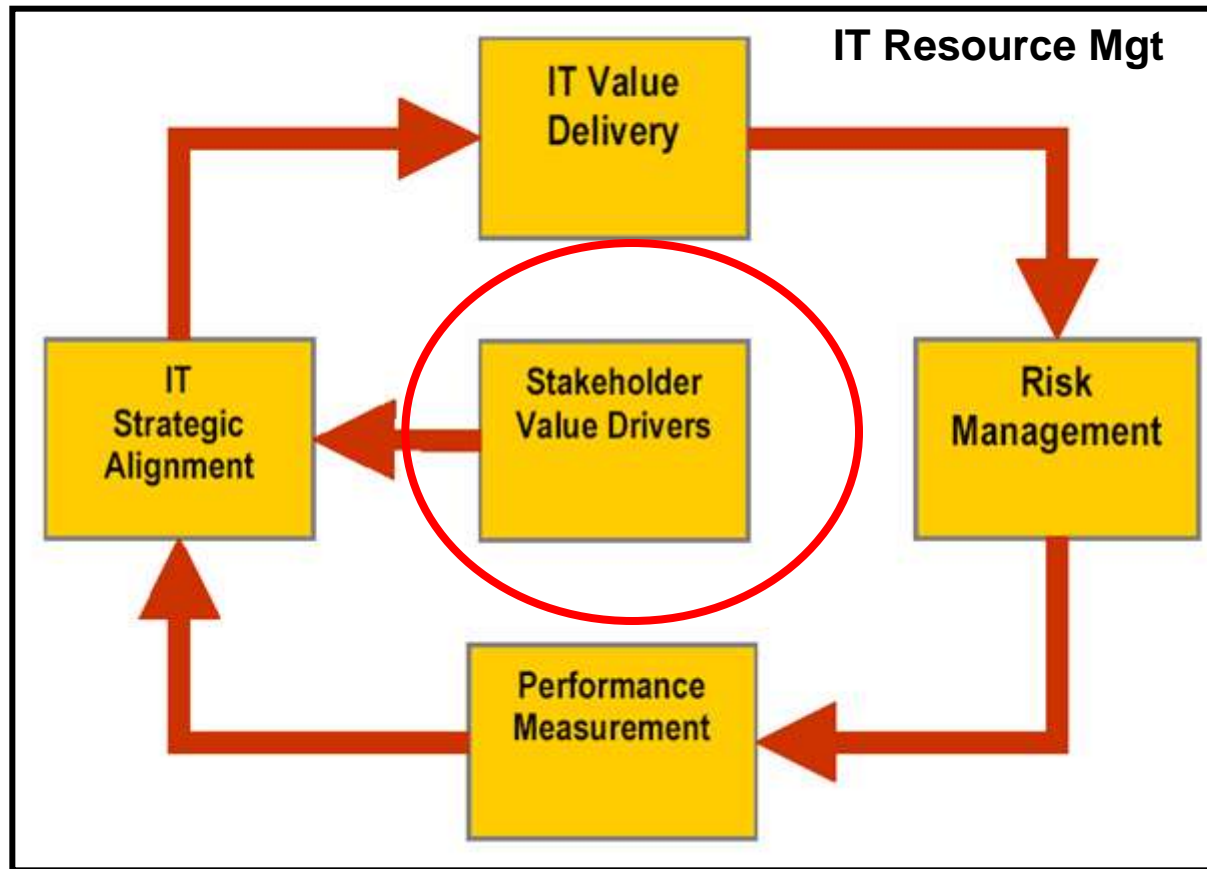 IT Resource Mgt
IT Value
Delivery
IT
Strategic
Alignment
Stakeholder
Value Drivers
Risk
Management
Performance
Measurement